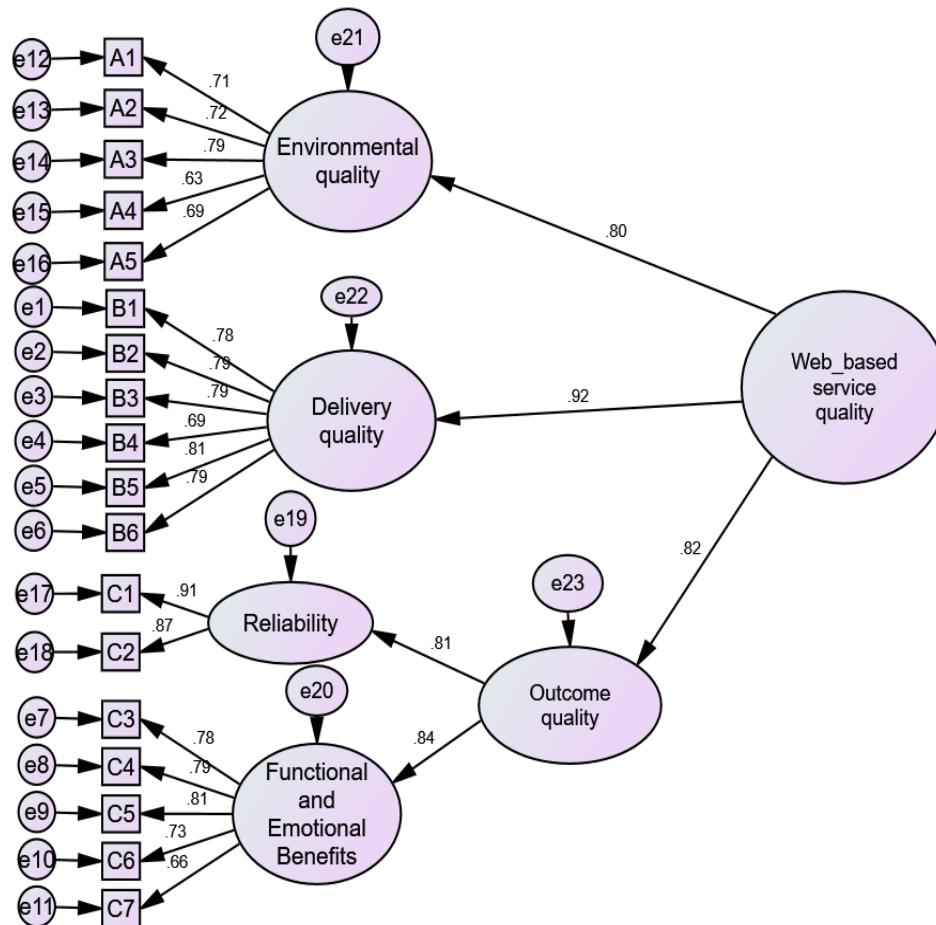 e21
e12 A1
.71
e13 A2
.72
Environmental
quality
e14 A3
.79
.63
e15 A4
.69
e16 A5
.80
e1 B1
e22
.78
e2 B2
.79
e3 B3
.79
Delivery
quality
.92
Web_based
service
quality
e4 B4
.69
.81
e5 B5
.79
e6 B6
e19
.82
e17 C1
.91
Reliability
e23
e18 C2
.87
.81
e20
Outcome
quality
e7 C3
.78
.84
e8 C4
.79
Functional
and
Emotional
Benefits
e9 C5
.81
.73
e10 C6
.66
e11 C7